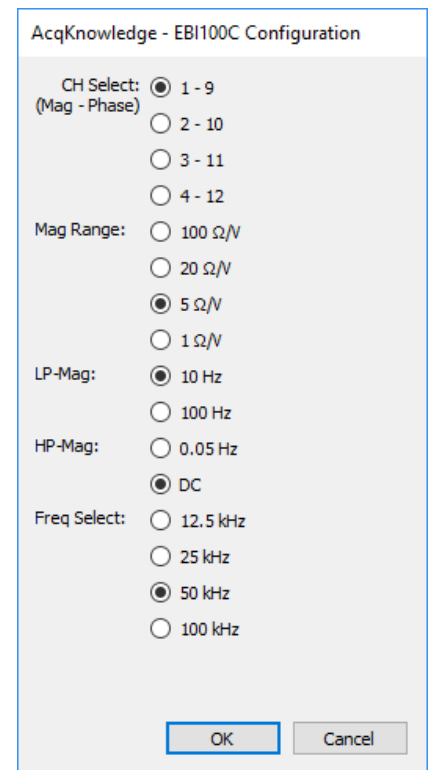 AcqKnowledge - EBI100C Configuration
CH Select: 1 - 9
(Mag - Phase)
2 - 10
3 - 11
4 - 12
Mag Range: 100 Ω/V
20 Ω/V
5 Ω/V
1 Ω/V
LP-Mag: 10 Hz
100 Hz
HP-Mag: 0.05 Hz
DC
Freq Select: 12.5 kHz
25 kHz
50 kHz
100 kHz
OK Cancel